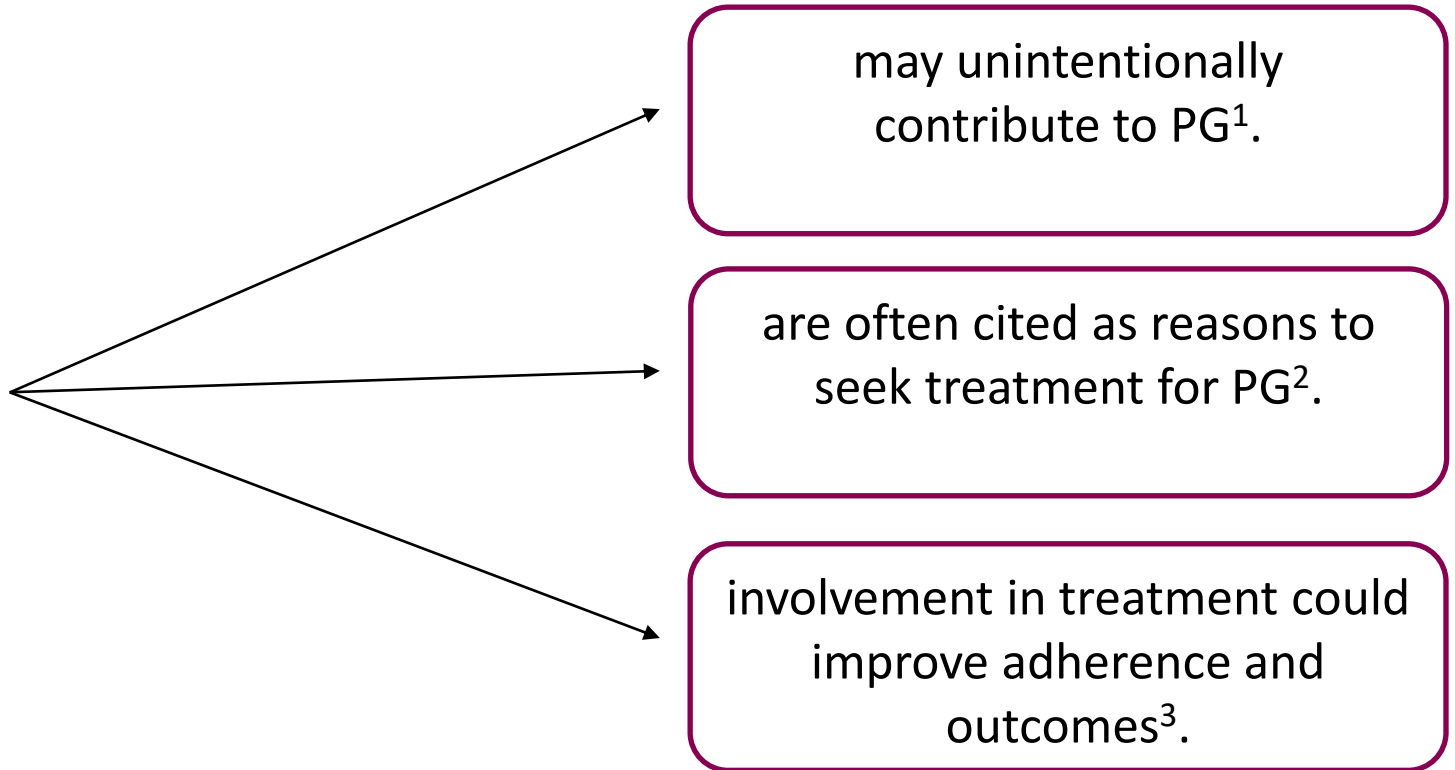 may unintentionally
contribute to PG¹.
are often cited as reasons to
seek treatment for PG².
involvement in treatment could
improve adherence and
outcomes³.